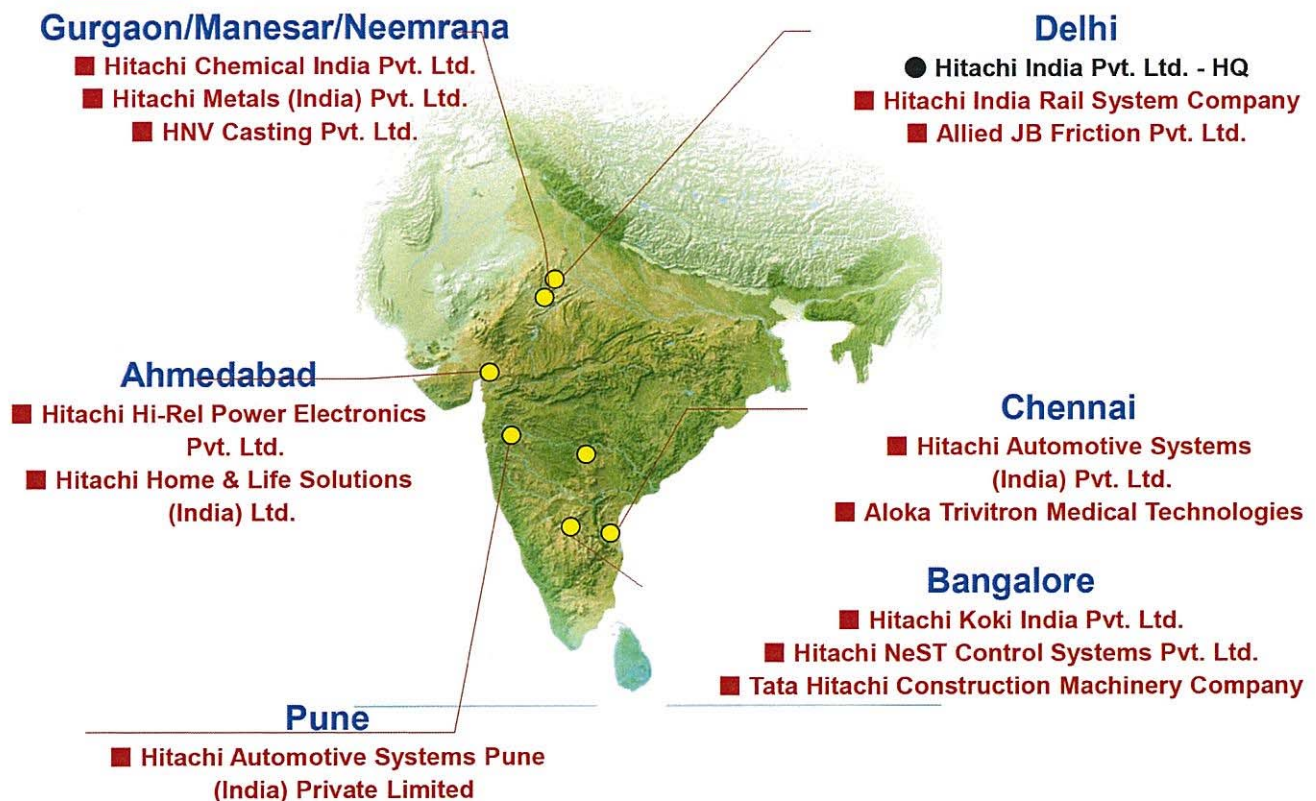 Gurgaon/Manesar/Neemrana
■ Hitachi Chemical India Pvt. Ltd.
■ Hitachi Metals (India) Pvt. Ltd.
■ HNV Casting Pvt. Ltd.
Delhi
● Hitachi India Pvt. Ltd. - HQ
■ Hitachi India Rail System Company
■ Allied JB Friction Pvt. Ltd.
Ahmedabad
■ Hitachi Hi-Rel Power Electronics
Pvt. Ltd.
■ Hitachi Home & Life Solutions
(India) Ltd.
Chennai
■ Hitachi Automotive Systems
(India) Pvt. Ltd.
■ Aloka Trivitron Medical Technologies
Bangalore
■ Hitachi Koki India Pvt. Ltd.
■ Hitachi NeST Control Systems Pvt. Ltd.
■ Tata Hitachi Construction Machinery Company
Pune
■ Hitachi Automotive Systems Pune
(India) Private Limited